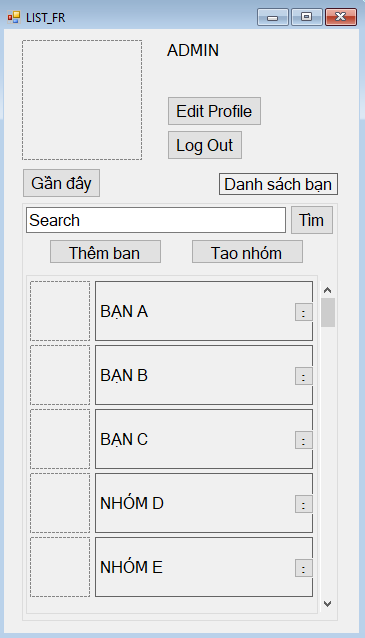 LIST_FR
ADMIN
Edit Profile
Log Out
Gần đây
Danh sách bạn
Search
Tìm
Thêm ban
Tao nhóm
BẠN A
:
BẠN B
:
BẠN C
:
NHÓM D
:
NHÓM E
: